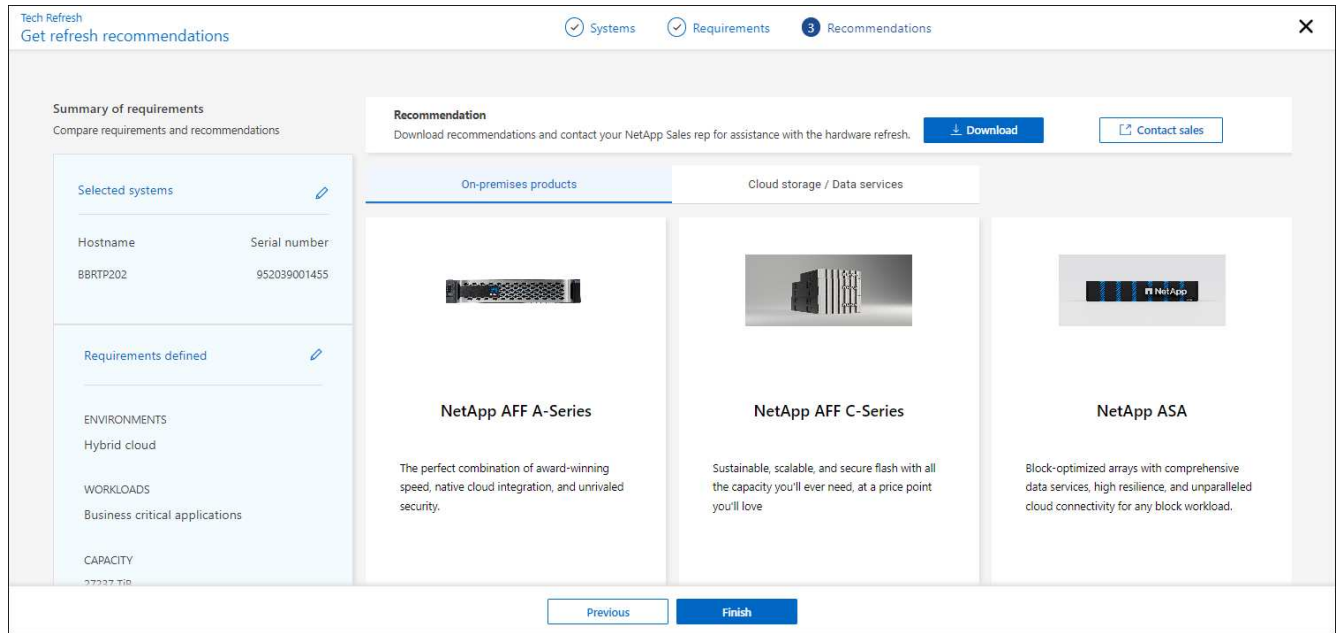 Tech Refresh
Get refresh recommendations
Systems
Requirements
3 Recommendations
Summary of requirements
Compare requirements and recommendations
Selected systems
Hostname Serial number
BBRTP202 952039001455
Requirements defined
ENVIRONMENTS
Hybrid cloud
WORKLOADS
Business critical applications
CAPACITY
27237 TiB
Recommendation
Download recommendations and contact your NetApp Sales rep for assistance with the hardware refresh.
Download
Contact sales
On-premises products
Cloud storage / Data services
NetApp AFF A-Series
The perfect combination of award-winning
speed, native cloud integration, and unrivaled
security.
NetApp AFF C-Series
Sustainable, scalable, and secure flash with all
the capacity you'll ever need, at a price point
you'll love
NetApp
NetApp ASA
Block-optimized arrays with comprehensive
data services, high resilience, and unparalleled
cloud connectivity for any block workload.
Previous
Finish